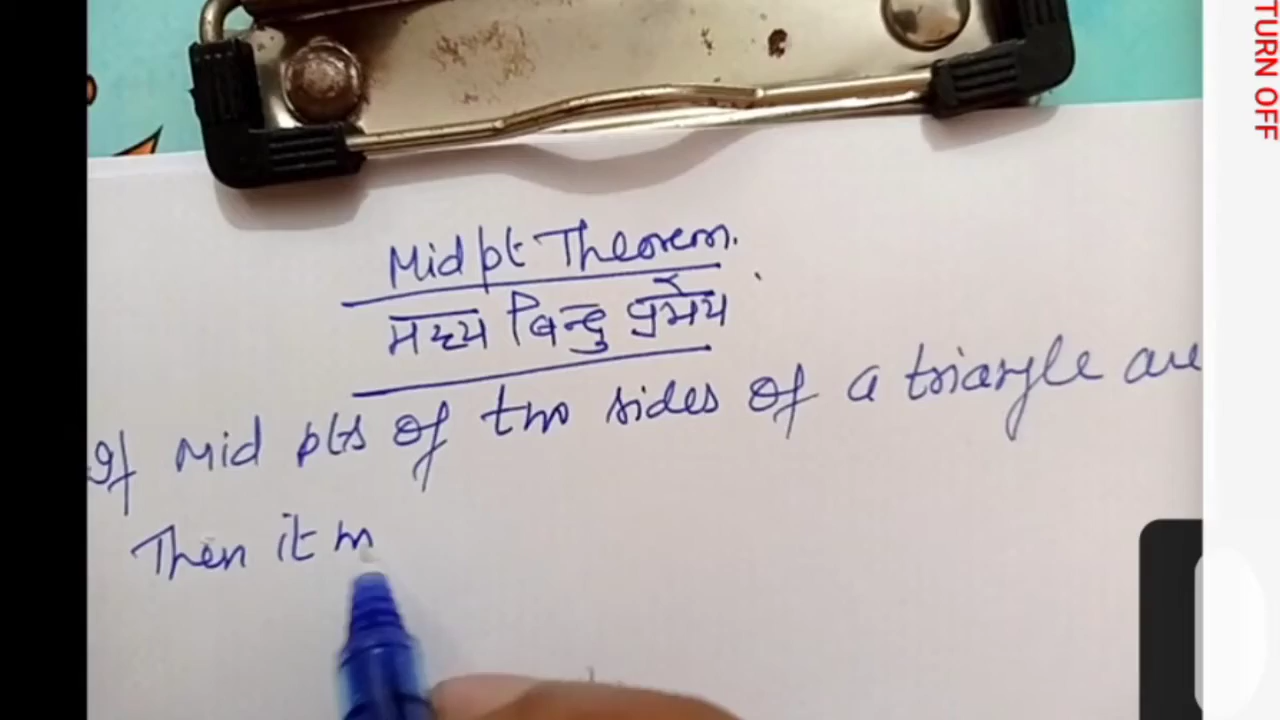 Mid pt Theorem.
मध्य बिन्दु प्रमेय
If Mid pts of two sides of a triangle are
Then it m
TURN OFF